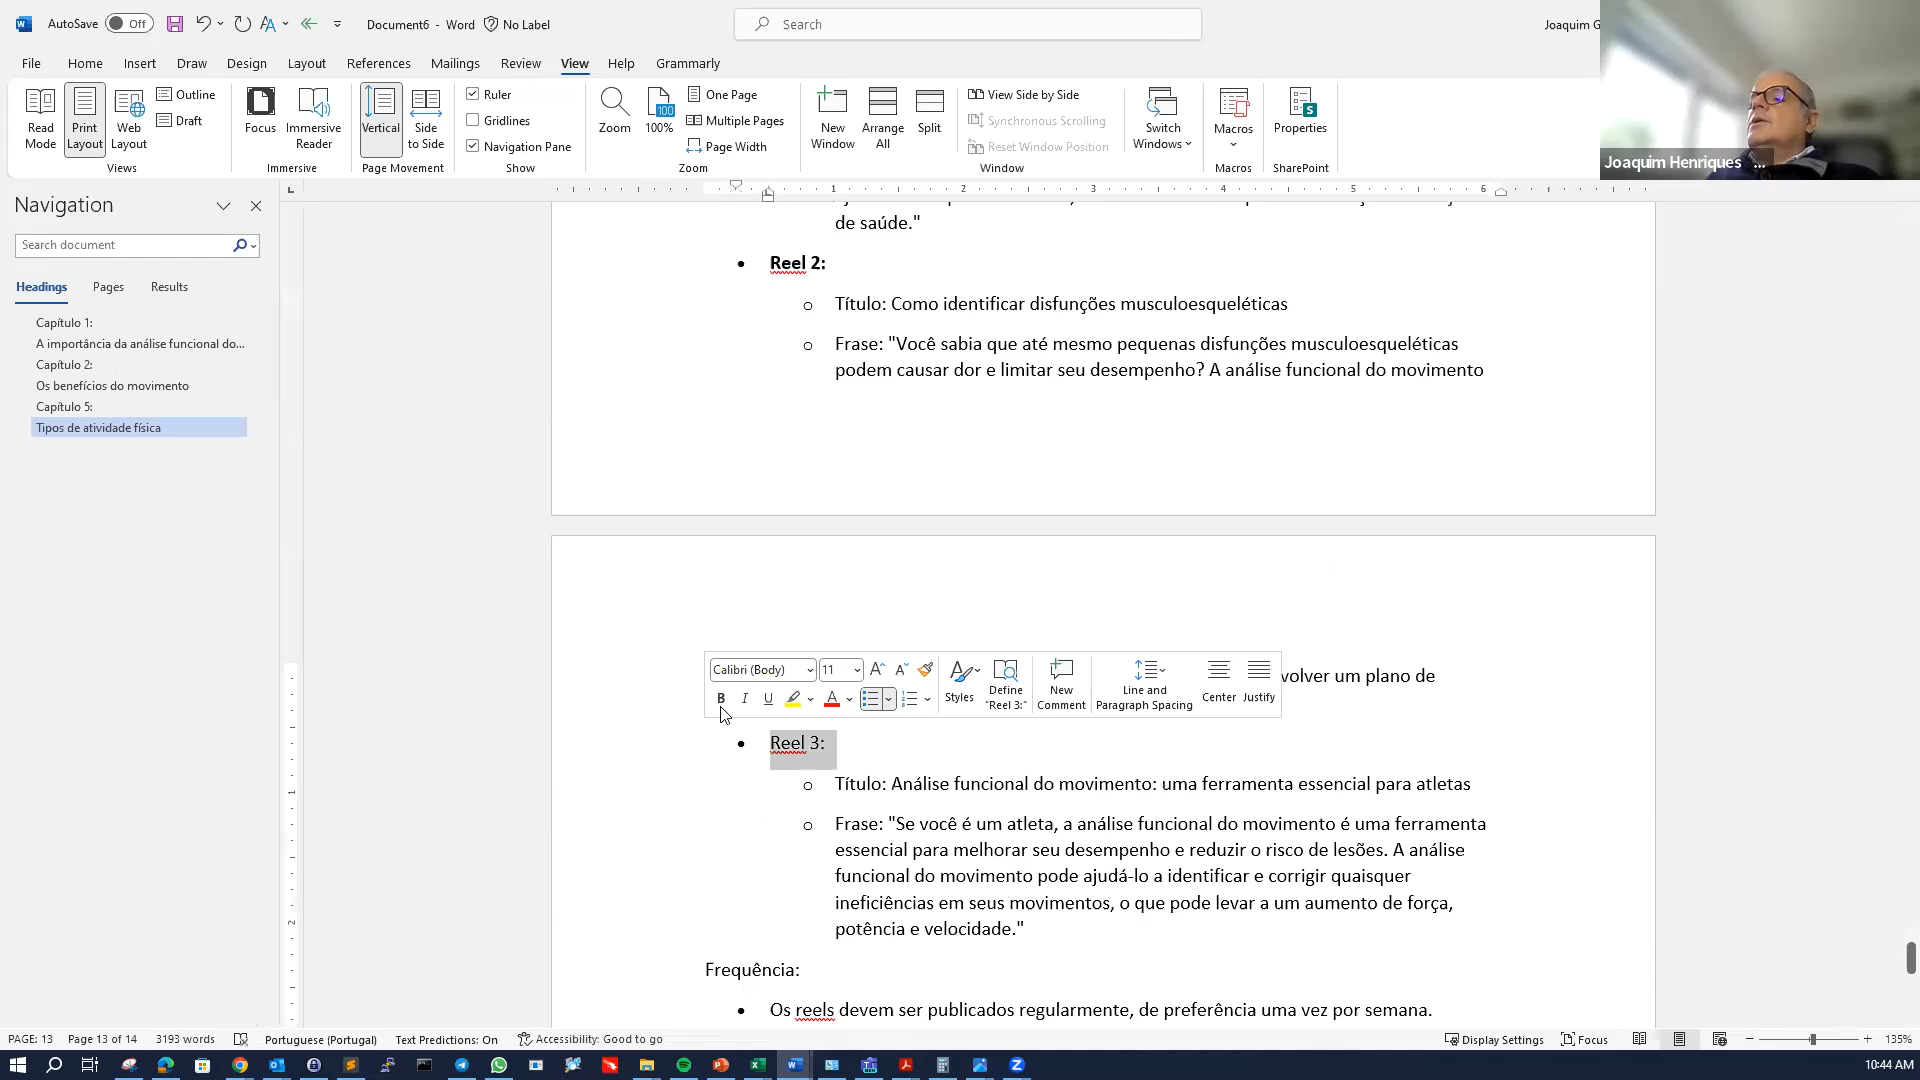 AutoSave Off Document6 - Word No Label Search Joaquim G
File Home Insert Draw Design Layout References Mailings Review View Help Grammarly
Read Mode
Print Layout
Web Layout
Outline
Draft
Views
Focus
Immersive Reader
Immersive
Vertical
Side to Side
Page Movement
Ruler
Gridlines
Navigation Pane
Show
Zoom
100%
One Page
Multiple Pages
Page Width
Zoom
New Window
Arrange All
Split
View Side by Side
Synchronous Scrolling
Reset Window Position
Window
Switch Windows
Macros
Macros
Properties
SharePoint
Joaquim Henriques ...
Navigation
Search document
Headings Pages Results
Capítulo 1:
A importância da análise funcional do...
Capítulo 2:
Os benefícios do movimento
Capítulo 5:
Tipos de atividade física
1 2 3 4 5 6
de saúde."
Reel 2:
Título: Como identificar disfunções musculoesqueléticas
Frase: "Você sabia que até mesmo pequenas disfunções musculoesqueléticas
podem causar dor e limitar seu desempenho? A análise funcional do movimento
Calibri (Body) 11
Styles
Define "Reel 3:"
New Comment
Line and Paragraph Spacing
Center
Justify
volver um plano de
Reel 3:
Título: Análise funcional do movimento: uma ferramenta essencial para atletas
Frase: "Se você é um atleta, a análise funcional do movimento é uma ferramenta
essencial para melhorar seu desempenho e reduzir o risco de lesões. A análise
funcional do movimento pode ajudá-lo a identificar e corrigir quaisquer
ineficiências em seus movimentos, o que pode levar a um aumento de força,
potência e velocidade."
Frequência:
Os reels devem ser publicados regularmente, de preferência uma vez por semana.
PAGE: 13 Page 13 of 14 3193 words Portuguese (Portugal) Text Predictions: On Accessibility: Good to go Display Settings Focus 135%
10:44 AM